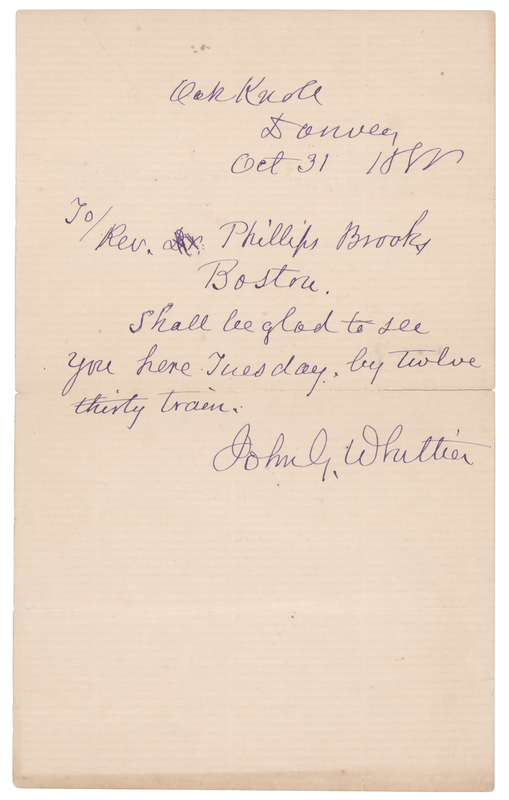 Oak Knoll
Danvers
Oct 31 18
To/
Rev. Phillips Brooks
Boston.
Shall be glad to see
you here Tuesday, by twelve
thirty train.
John G. Whittier